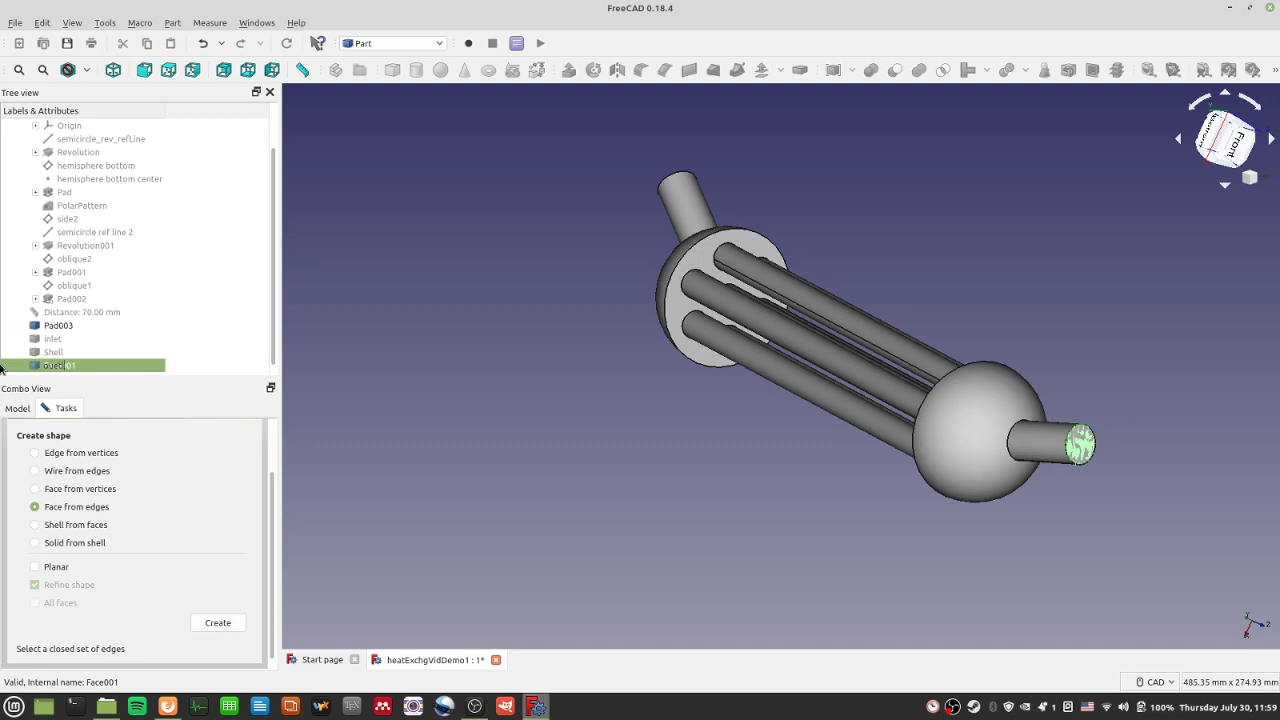 FreeCAD 0.18.4
File Edit View Tools Macro Part Measure Windows Help
Part
Tree view
Labels & Attributes
Origin
semicircle_rev_refLine
Revolution
hemisphere bottom
hemisphere bottom center
Pad
PolarPattern
side2
semicircle ref line 2
Revolution001
oblique2
Pad001
oblique1
Pad002
Distance: 70.00 mm
Pad003
inlet
Shell
Combo View
Model Tasks
Create shape
Edge from vertices
Wire from edges
Face from vertices
Face from edges
Shell from faces
Solid from shell
Planar
Refine shape
All faces
Create
Select a closed set of edges
Front
Y
Z
Start page heatExchgVidDemo1 : 1*
Valid, Internal name: Face001
CAD 485.35 mm x 274.93 mm
1 100% Thursday July 30, 11:59